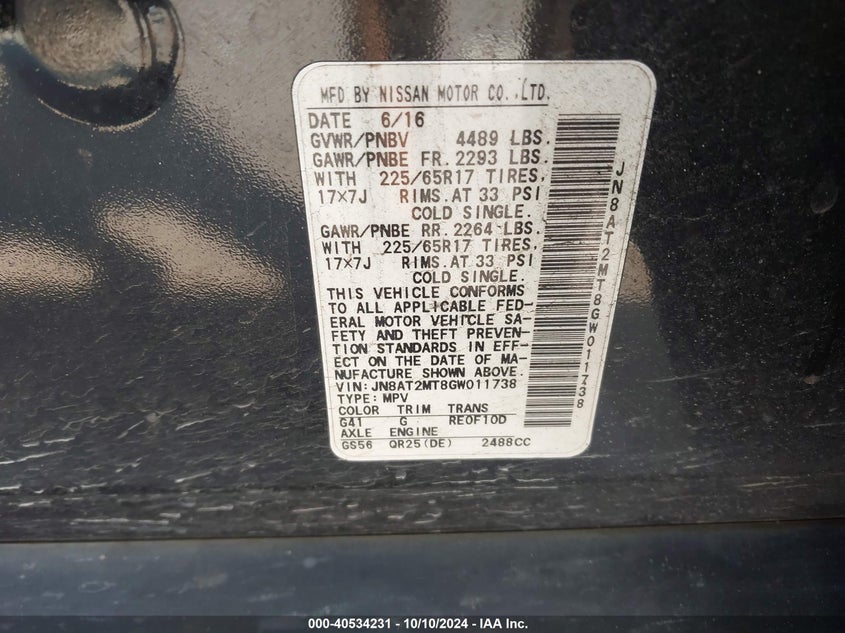 MFD BY NISSAN MOTOR CO.,LTD.
DATE 6/16
GVWR/PNBV 4489 LBS.
GAWR/PNBE FR. 2293 LBS.
WITH 225/65R17 TIRES.
17×7J RIMS.AT 33 PSI
COLD SINGLE.
GAWR/PNBE RR. 2264 LBS.
WITH 225/65R17 TIRES.
17×7J RIMS.AT 33 PSI
COLD SINGLE.
THIS VEHICLE CONFORMS
TO ALL APPLICABLE FED-
ERAL MOTOR VEHICLE SA-
FETY AND THEFT PREVEN-
TION STANDARDS IN EFF-
ECT ON THE DATE OF MA-
NUFACTURE SHOWN ABOVE.
VIN:JN8AT2MT8GW011738
TYPE:MPV
COLOR TRIM TRANS
G41 G RE0F10D
AXLE ENGINE
GS56 QR25(DE) 2488CC
JN8AT2MT8GW011738
000-40534231 - 10/10/2024 - IAA Inc.